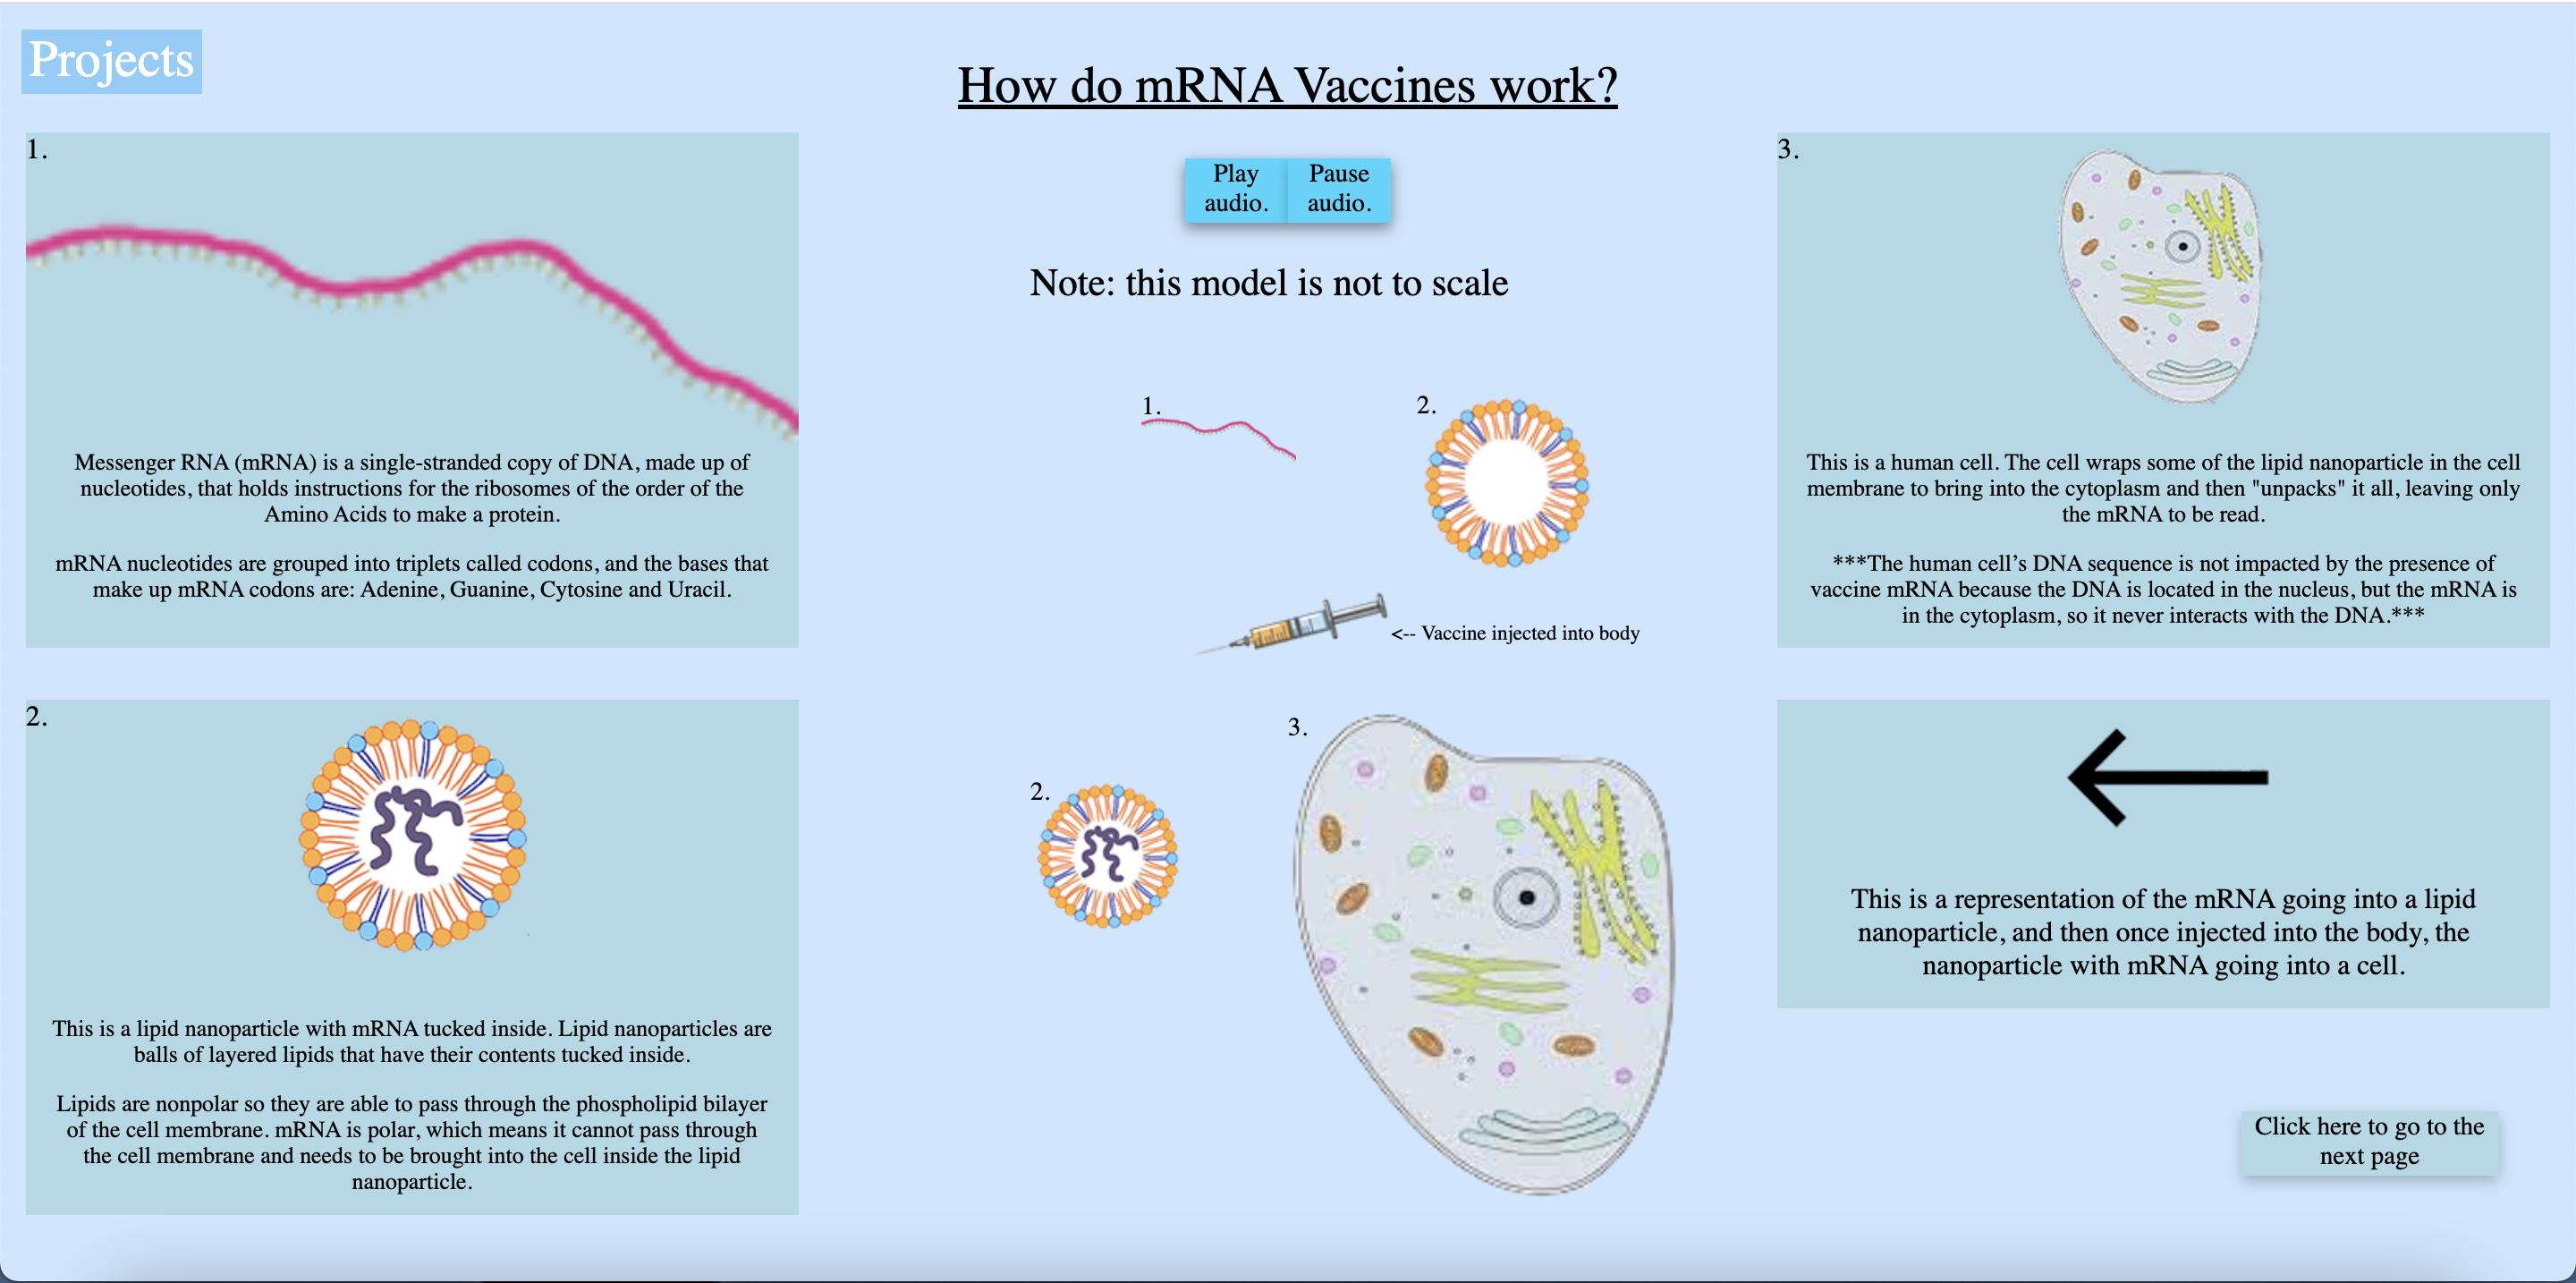 Projects
How do mRNA Vaccines work?
1.
Messenger RNA (mRNA) is a single-stranded copy of DNA, made up of
nucleotides, that holds instructions for the ribosomes of the order of the
Amino Acids to make a protein.
mRNA nucleotides are grouped into triplets called codons, and the bases that
make up mRNA codons are: Adenine, Guanine, Cytosine and Uracil.
2.
This is a lipid nanoparticle with mRNA tucked inside. Lipid nanoparticles are
balls of layered lipids that have their contents tucked inside.
Lipids are nonpolar so they are able to pass through the phospholipid bilayer
of the cell membrane. mRNA is polar, which means it cannot pass through
the cell membrane and needs to be brought into the cell inside the lipid
nanoparticle.
Play
audio.
Pause
audio.
Note: this model is not to scale
1.
2.
<-- Vaccine injected into body
2.
3.
3.
This is a human cell. The cell wraps some of the lipid nanoparticle in the cell
membrane to bring into the cytoplasm and then "unpacks" it all, leaving only
the mRNA to be read.
***The human cell’s DNA sequence is not impacted by the presence of
vaccine mRNA because the DNA is located in the nucleus, but the mRNA is
in the cytoplasm, so it never interacts with the DNA.***
This is a representation of the mRNA going into a lipid
nanoparticle, and then once injected into the body, the
nanoparticle with mRNA going into a cell.
Click here to go to the
next page